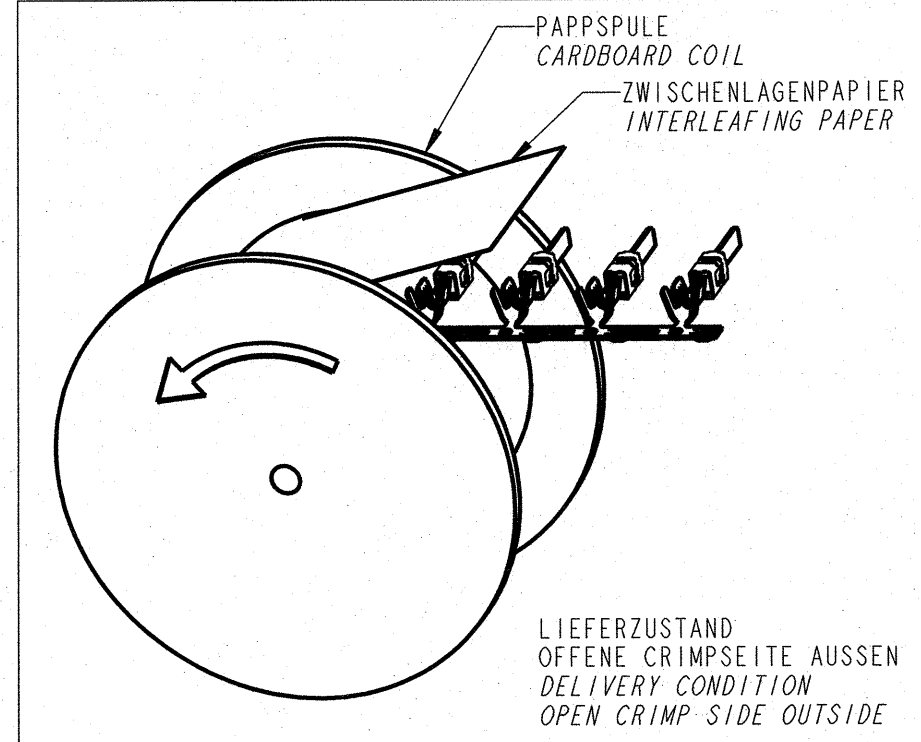 PAPPSPULE
CARDBOARD COIL
ZWISCHENLAGENPAPIER
INTERLEAFING PAPER
LIEFERZUSTAND
OFFENE CRIMPSEITE AUSSEN
DELIVERY CONDITION
OPEN CRIMP SIDE OUTSIDE